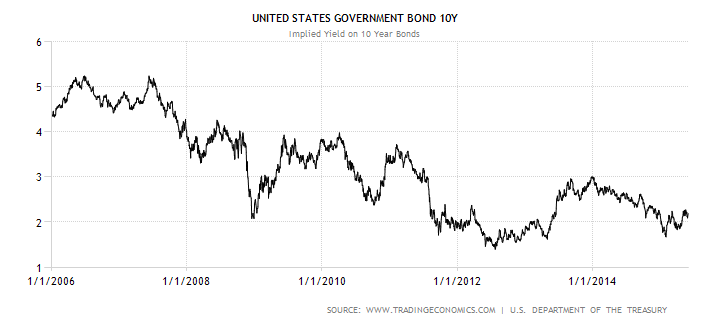 UNITED STATES GOVERNMENT BOND 10Y
Implied Yield on 10 Year Bonds
6
5
4
3
2
1
1/1/2006 1/1/2008 1/1/2010 1/1/2012 1/1/2014
SOURCE: WWW.TRADINGECONOMICS.COM | U.S. DEPARTMENT OF THE TREASURY